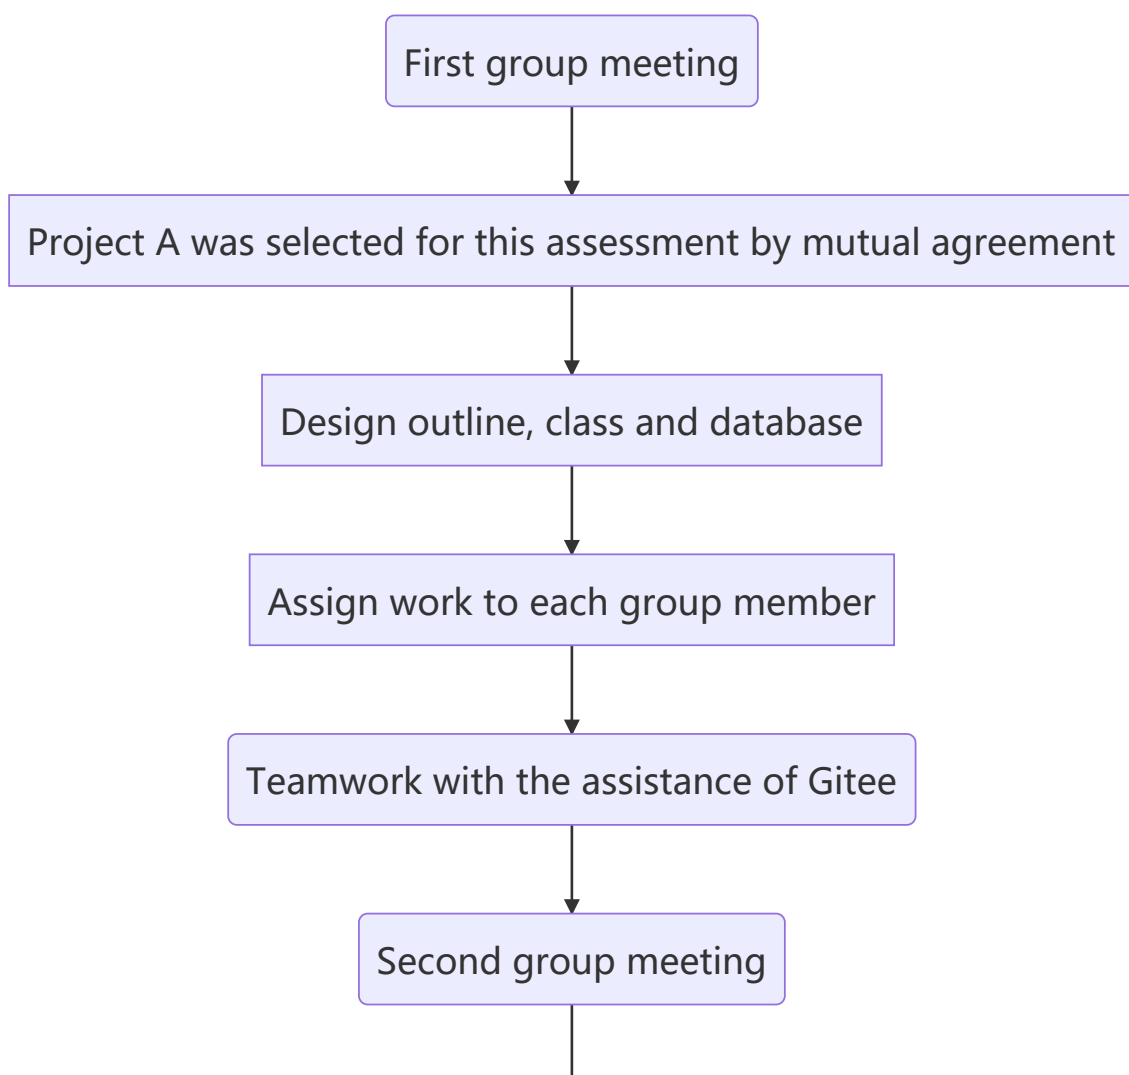 First group meeting
Project A was selected for this assessment by mutual agreement
Design outline, class and database
Assign work to each group member
Teamwork with the assistance of Gitee
Second group meeting